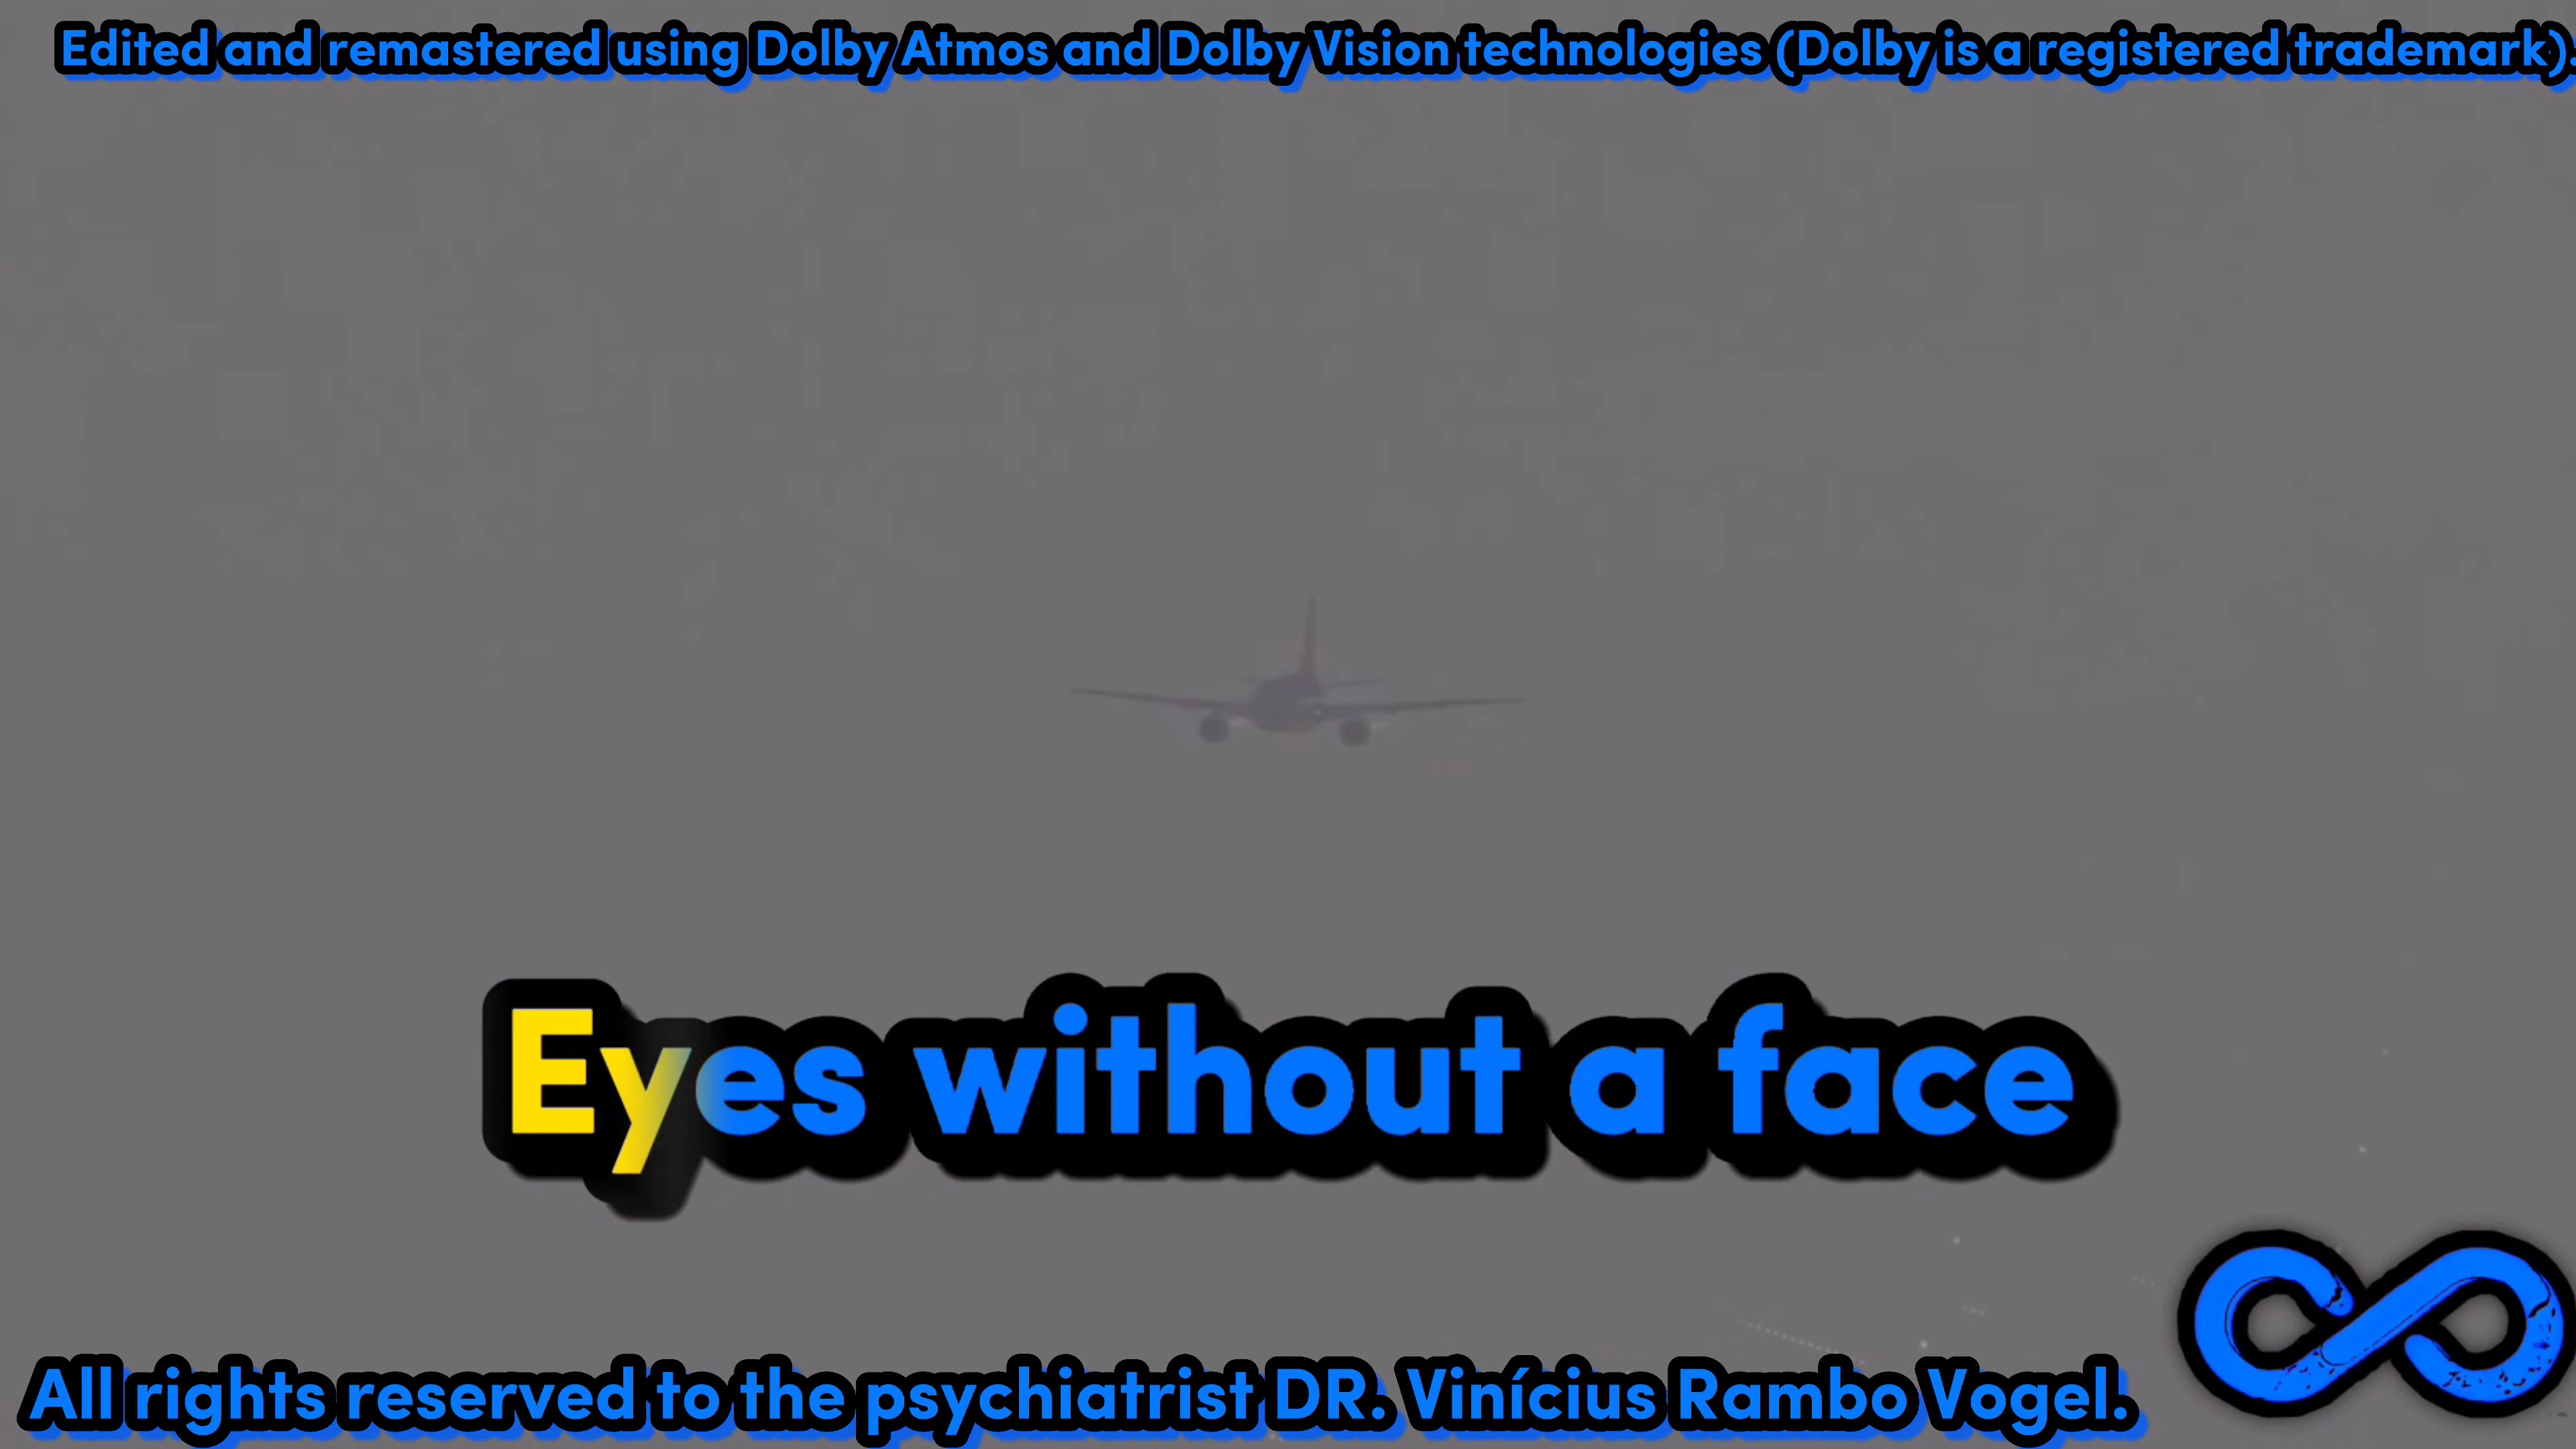 Edited and remastered using Dolby Atmos and Dolby Vision technologies (Dolby is a registered trademark).
Eyes without a face
All rights reserved to the psychiatrist DR. Vinícius Rambo Vogel.